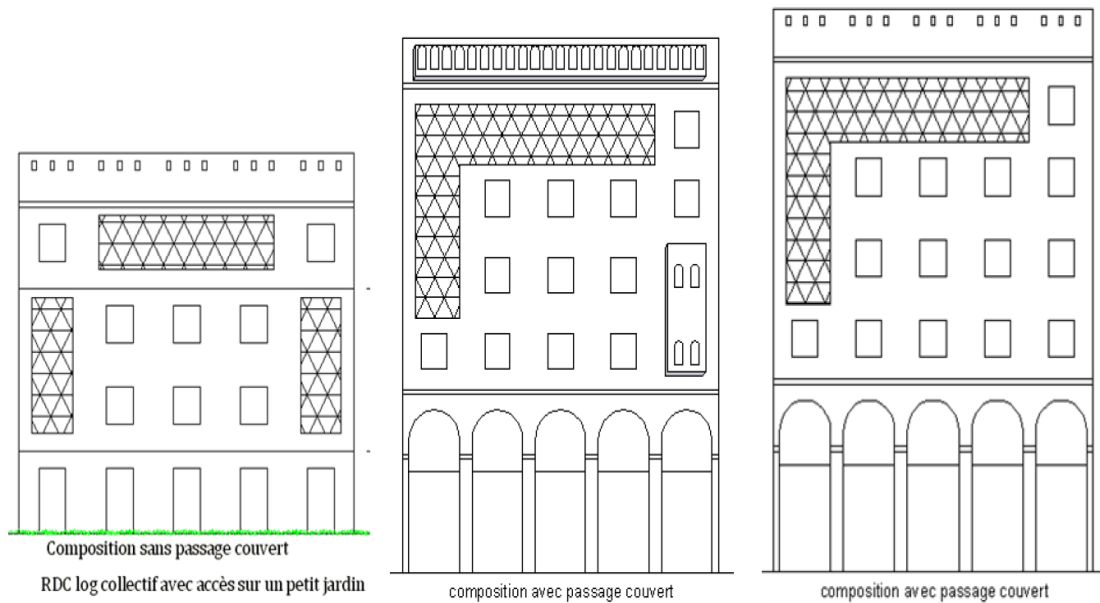 Composition sans passage couvert
RDC log collectif avec accès sur un petit jardin
composition avec passage couvert
composition avec passage couvert